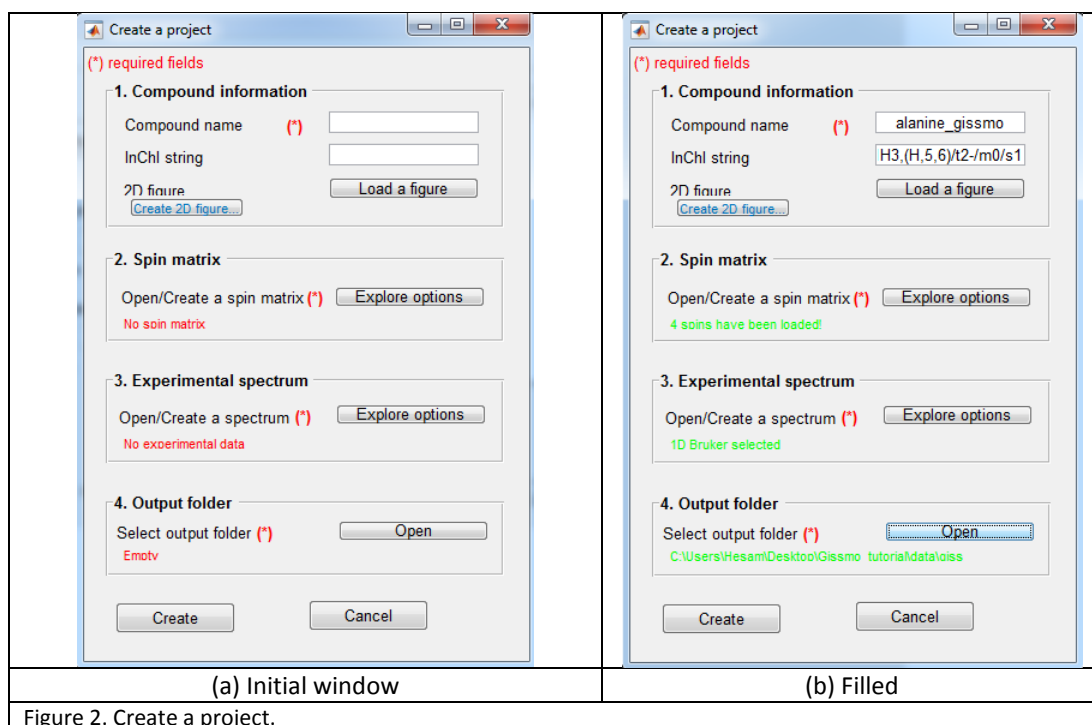 Create a project
(*) required fields
1. Compound information
Compound name (*)
InChI string
2D figure Load a figure
Create 2D figure...
2. Spin matrix
Open/Create a spin matrix (*) Explore options
No spin matrix
3. Experimental spectrum
Open/Create a spectrum (*) Explore options
No experimental data
4. Output folder
Select output folder (*) Open
Empty
Create Cancel
(a) Initial window
Create a project
(*) required fields
1. Compound information
Compound name (*) alanine_gissmo
InChI string H3,(H,5,6)/t2-/m0/s1
2D figure Load a figure
Create 2D figure...
2. Spin matrix
Open/Create a spin matrix (*) Explore options
4 spins have been loaded!
3. Experimental spectrum
Open/Create a spectrum (*) Explore options
1D Bruker selected
4. Output folder
Select output folder (*) Open
C:\Users\Hesam\Desktop\Gissmo_tutorial\data\giss
Create Cancel
(b) Filled
Figure 2. Create a project.